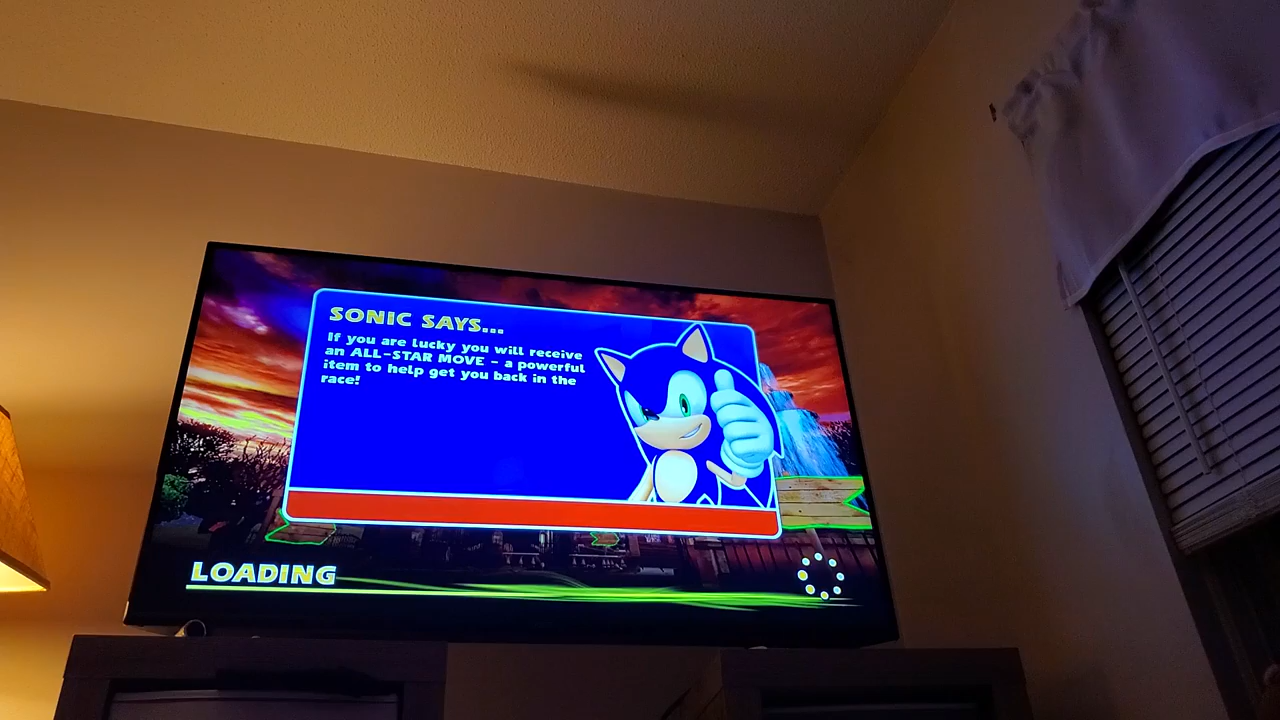 SONIC SAYS...
If you are lucky you will receive
an ALL-STAR MOVE - a powerful
item to help get you back in the
race!
LOADING